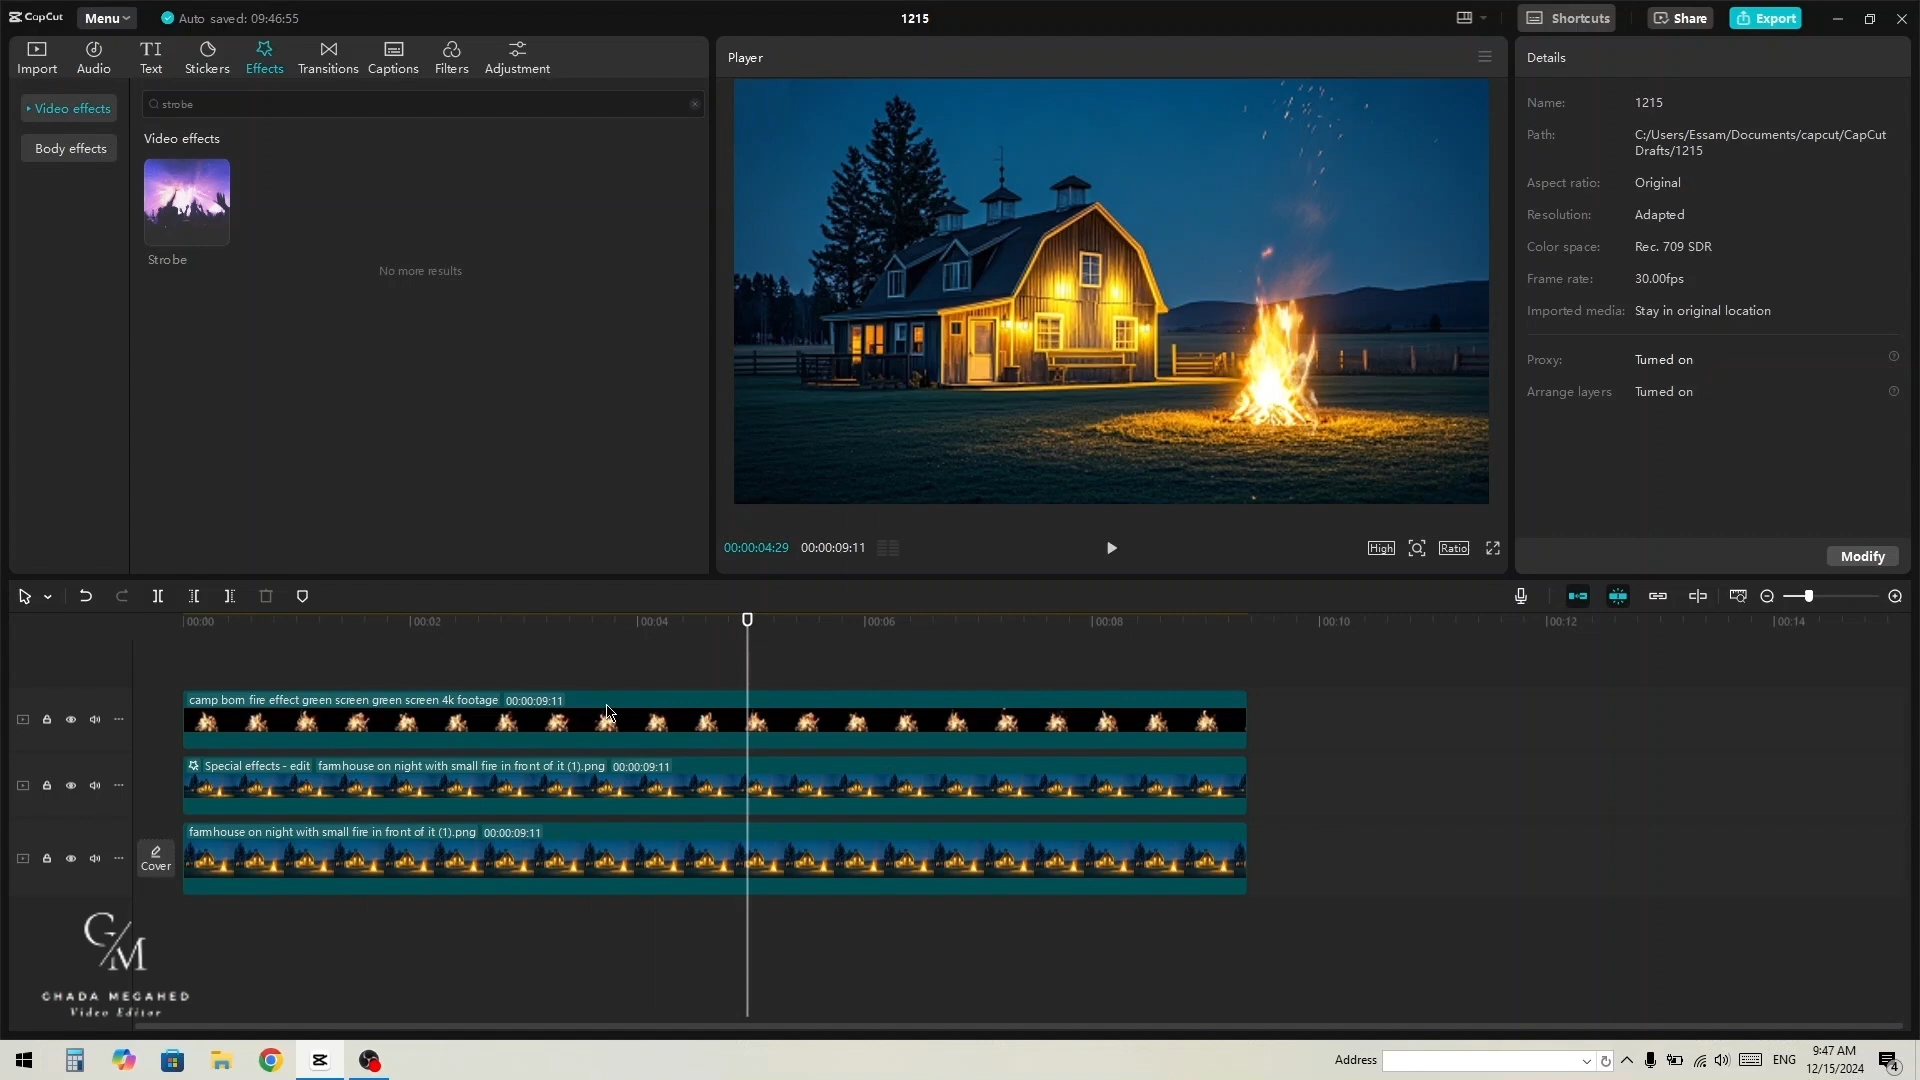 CapCut
Menu
Auto saved: 09:46:55
1215
Shortcuts
Share
Export
Import
Audio
TI
Text
Stickers
Effects
Transitions
Captions
Filters
Adjustment
Video effects
Body effects
strobe
Video effects
Strobe
No more results
Player
00:00:04:29
00:00:09:11
High
Ratio
Details
Name:
1215
Path:
C:/Users/Essam/Documents/capcut/CapCut
Drafts/1215
Aspect ratio:
Original
Resolution:
Adapted
Color space:
Rec. 709 SDR
Frame rate:
30.00fps
Imported media:
Stay in original location
Proxy:
Turned on
Arrange layers
Turned on
Modify
00:00
00:02
00:04
00:06
00:08
00:10
00:12
00:14
camp born fire effect green screen green screen 4k footage 00:00:09:11
Special effects - edit farmhouse on night with small fire in front of it (1).png 00:00:09:11
farmhouse on night with small fire in front of it (1).png 00:00:09:11
Cover
G/M
GHADA MEGAHED
Video Editor
Address
ENG
9:47 AM
12/15/2024
4